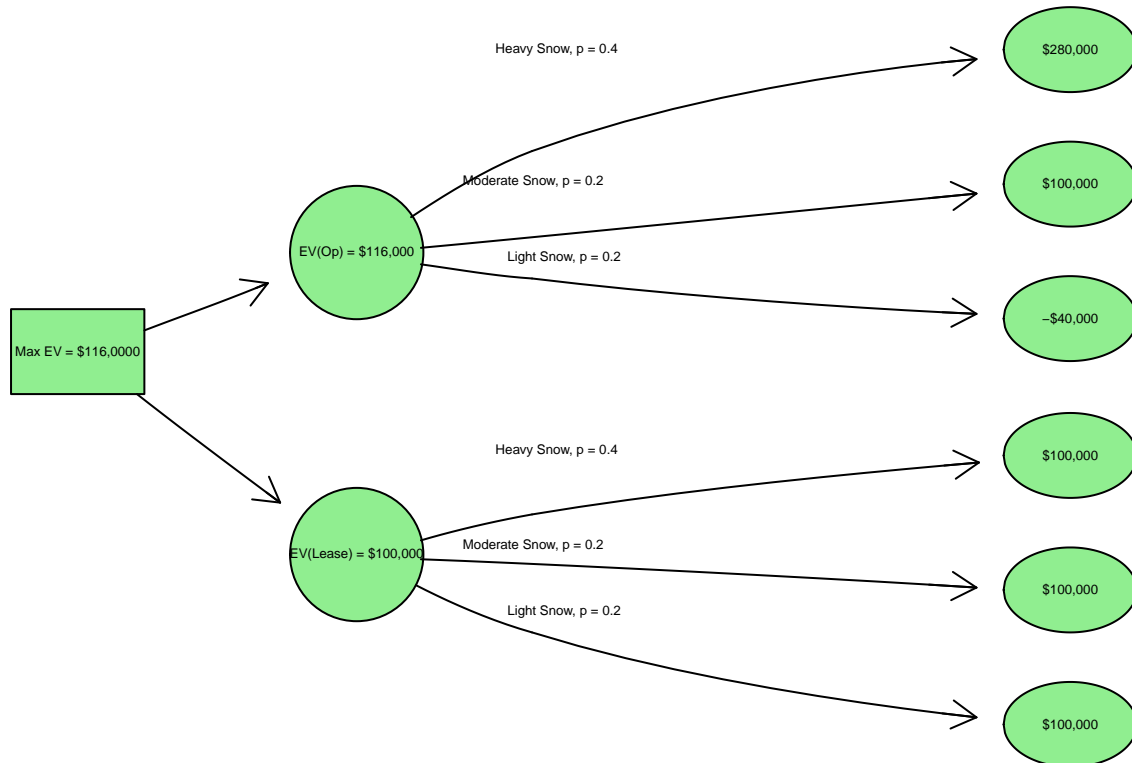 Heavy Snow, p = 0.4
$280,000
Moderate Snow, p = 0.2
$100,000
EV(Op) = $116,000
Light Snow, p = 0.2
−$40,000
Max EV = $116,0000
Heavy Snow, p = 0.4
$100,000
Moderate Snow, p = 0.2
EV(Lease) = $100,000
$100,000
Light Snow, p = 0.2
$100,000